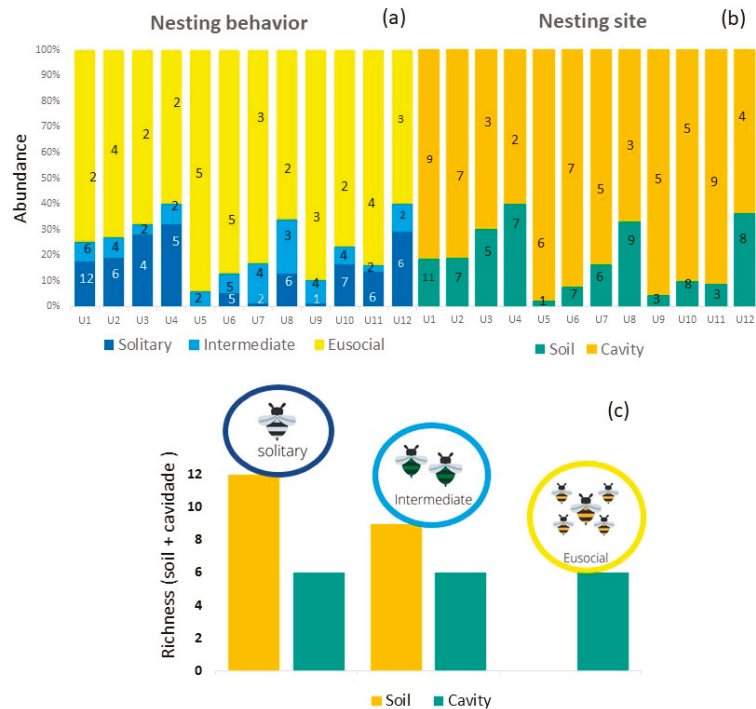 Nesting behavior
(a)
Nesting site
(b)
Abundance
100%
90%
80%
70%
60%
50%
40%
30%
20%
10%
0%
2 4 2 2 5 5 3 2 3 2 4 3
6 4 2 2 2 5 4 3 4 4 2 2
12 6 4 5 5 2 6 1 7 6 6
9 7 3 2 6 7 5 3 5 5 9 4
11 7 5 7 1 7 6 9 3 8 3 8
U1 U2 U3 U4 U5 U6 U7 U8 U9 U10 U11 U12 U1 U2 U3 U4 U5 U6 U7 U8 U9 U10 U11 U12
Solitary Intermediate Eusocial
Soil Cavity
(c)
solitary
Intermediate
Eusocial
Richness (soil + cavidade )
12
10
8
6
4
2
0
Soil Cavity